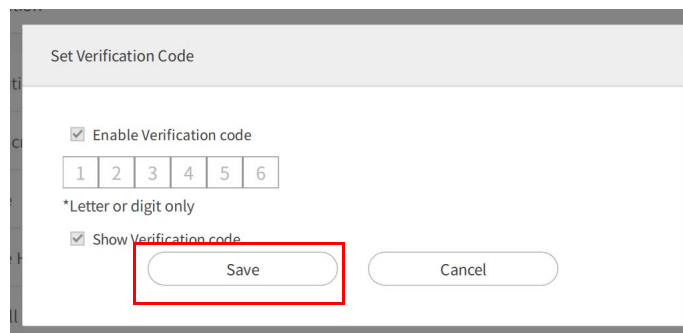 Set Verification Code
Enable Verification code
1 2 3 4 5 6
*Letter or digit only
Show Verification code
Save
Cancel